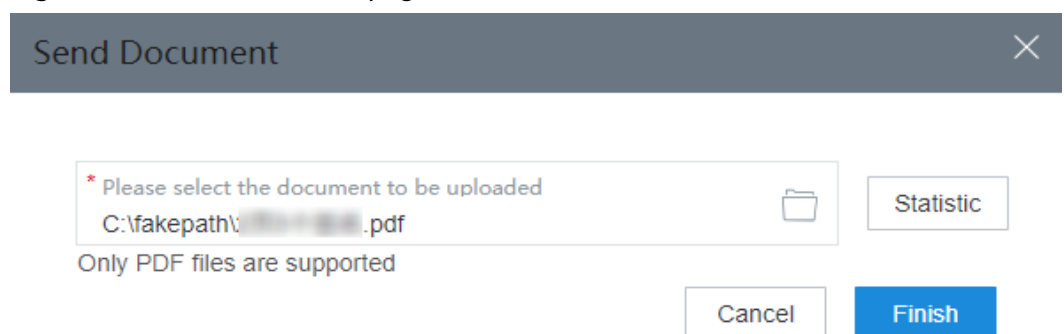 Send Document
* Please select the document to be uploaded
C:\fakepath\ .pdf
Statistic
Only PDF files are supported
Cancel
Finish